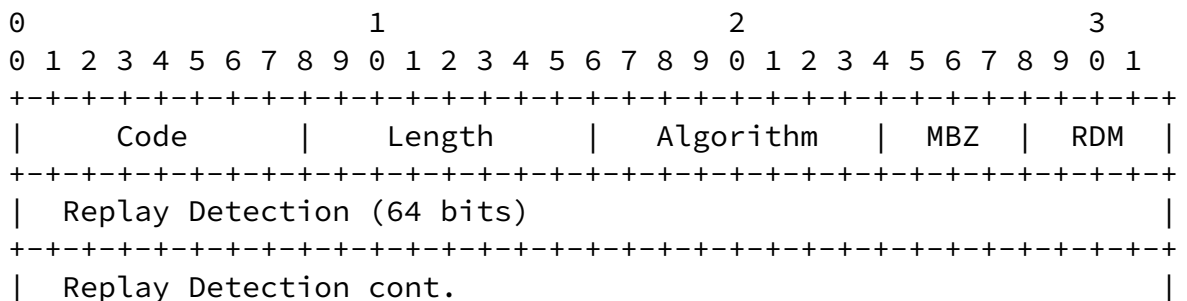 0                   1                   2                   3
0 1 2 3 4 5 6 7 8 9 0 1 2 3 4 5 6 7 8 9 0 1 2 3 4 5 6 7 8 9 0 1
+-+-+-+-+-+-+-+-+-+-+-+-+-+-+-+-+-+-+-+-+-+-+-+-+-+-+-+-+-+-+-+-+
|     Code      |    Length     |   Algorithm   |  MBZ  |  RDM  |
+-+-+-+-+-+-+-+-+-+-+-+-+-+-+-+-+-+-+-+-+-+-+-+-+-+-+-+-+-+-+-+-+
|  Replay Detection (64 bits)                                   |
+-+-+-+-+-+-+-+-+-+-+-+-+-+-+-+-+-+-+-+-+-+-+-+-+-+-+-+-+-+-+-+-+
|  Replay Detection cont.                                       |